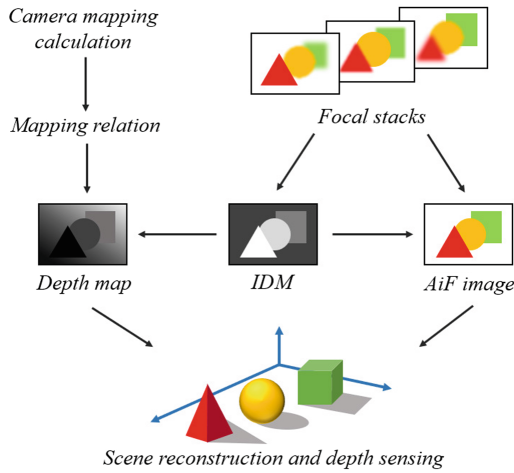 Camera mapping
calculation
Mapping relation
Focal stacks
Depth map
IDM
AiF image
Scene reconstruction and depth sensing